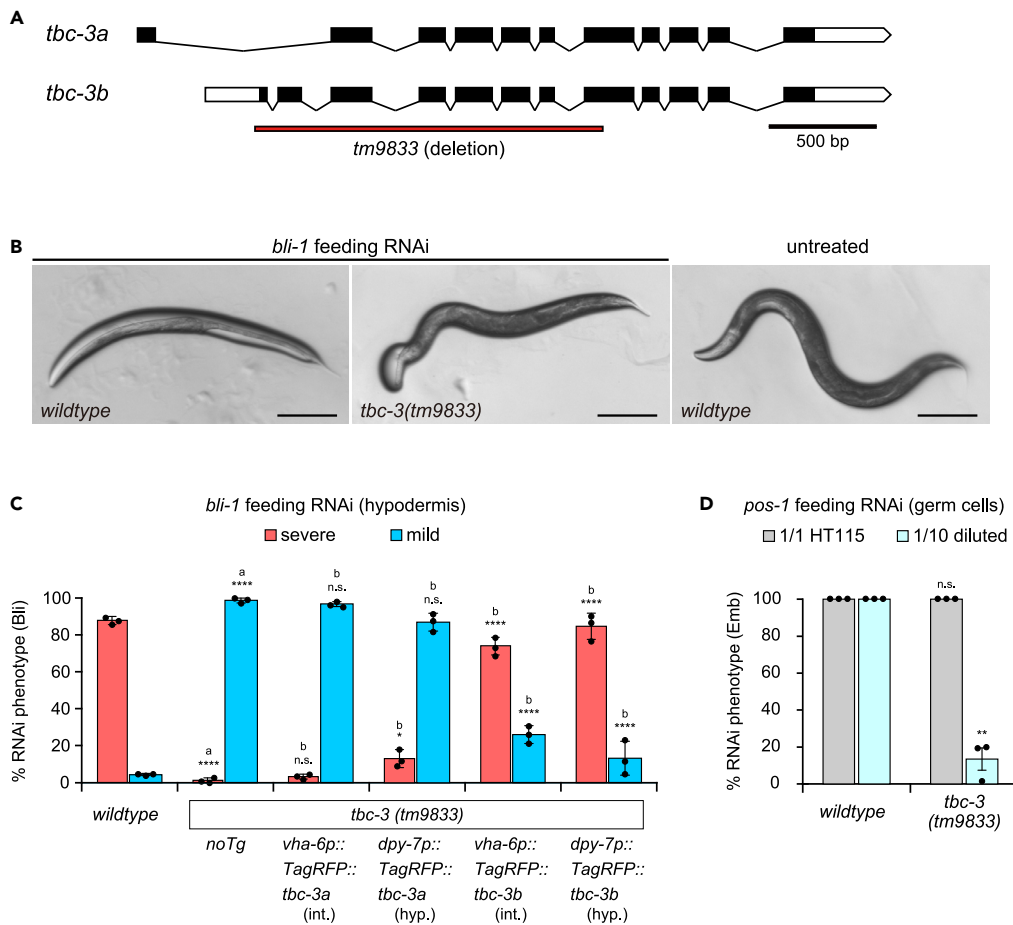 A
tbc-3a
tbc-3b
tm9833 (deletion)
500 bp
B
bli-1 feeding RNAi
untreated
wildtype
tbc-3(tm9833)
wildtype
C
bli-1 feeding RNAi (hypodermis)
severe
mild
% RNAi phenotype (Bli)
100
80
60
40
20
0
a
****
a
****
b
n.s.
b
n.s.
b
*
b
n.s.
b
****
b
****
b
****
b
****
wildtype
tbc-3 (tm9833)
noTg
vha-6p::
TagRFP::
tbc-3a
(int.)
dpy-7p::
TagRFP::
tbc-3a
(hyp.)
vha-6p::
TagRFP::
tbc-3b
(int.)
dpy-7p::
TagRFP::
tbc-3b
(hyp.)
D
pos-1 feeding RNAi (germ cells)
1/1 HT115
1/10 diluted
% RNAi phenotype (Emb)
100
80
60
40
20
0
n.s.
**
wildtype
tbc-3
(tm9833)